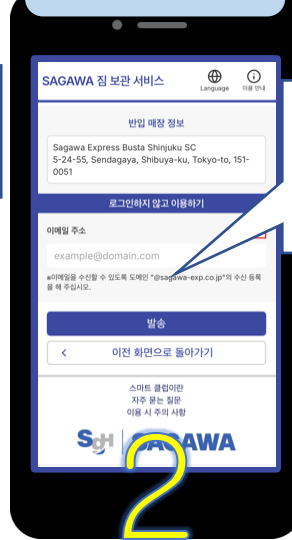 SAGAWA 짐 보관 서비스
Language
이용 안내
반입 매장 정보
Sagawa Express Busta Shinjuku SC
5-24-55, Sendagaya, Shibuya-ku, Tokyo-to, 151-
0051
로그인하지 않고 이용하기
이메일 주소
example@domain.com
※이메일을 수신할 수 있도록 도메인 "@sagawa-exp.co.jp"의 수신 등록
을 해 주십시오.
발송
< 이전 화면으로 돌아가기
스마트 클럽이란
자주 묻는 질문
이용 시 주의 사항
SGH SAGAWA
2